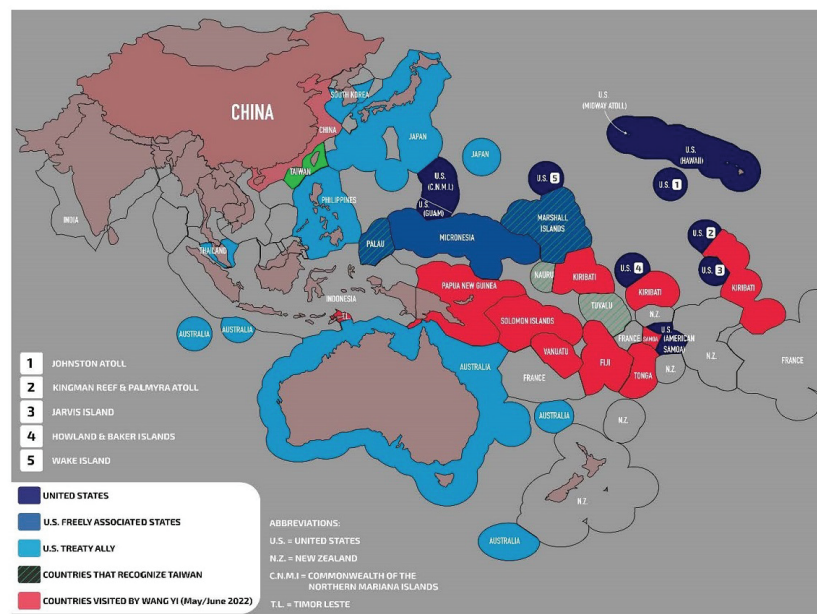 CHINA
CHINA
SOUTH KOREA
JAPAN
JAPAN
TAIWAN
INDIA
THAILAND
PHILIPPINES
U.S.
(MIDWAY ATOLL)
U.S.
(HAWAII)
U.S. 1
U.S. 5
U.S.
(C.N.M.I.)
U.S.
(GUAM)
PALAU
MICRONESIA
MARSHALL
ISLANDS
U.S. 2
U.S. 3
U.S. 4
NAURU
KIRIBATI
KIRIBATI
KIRIBATI
INDONESIA
T.L.
PAPUA NEW GUINEA
SOLOMON ISLANDS
TUVALU
N.Z.
FRANCE
SAMOA
U.S.
(AMERICAN
SAMOA)
N.Z.
N.Z.
FRANCE
VANUATU
FIJI
TONGA
FRANCE
AUSTRALIA
AUSTRALIA
AUSTRALIA
AUSTRALIA
N.Z.
N.Z.
AUSTRALIA
1 JOHNSTON ATOLL
2 KINGMAN REEF & PALMYRA ATOLL
3 JARVIS ISLAND
4 HOWLAND & BAKER ISLANDS
5 WAKE ISLAND
UNITED STATES
U.S. FREELY ASSOCIATED STATES
U.S. TREATY ALLY
COUNTRIES THAT RECOGNIZE TAIWAN
COUNTRIES VISITED BY WANG YI (May/June 2022)
ABBREVIATIONS:
U.S. = UNITED STATES
N.Z. = NEW ZEALAND
C.N.M.I = COMMONWEALTH OF THE
NORTHERN MARIANA ISLANDS
T.L. = TIMOR LESTE